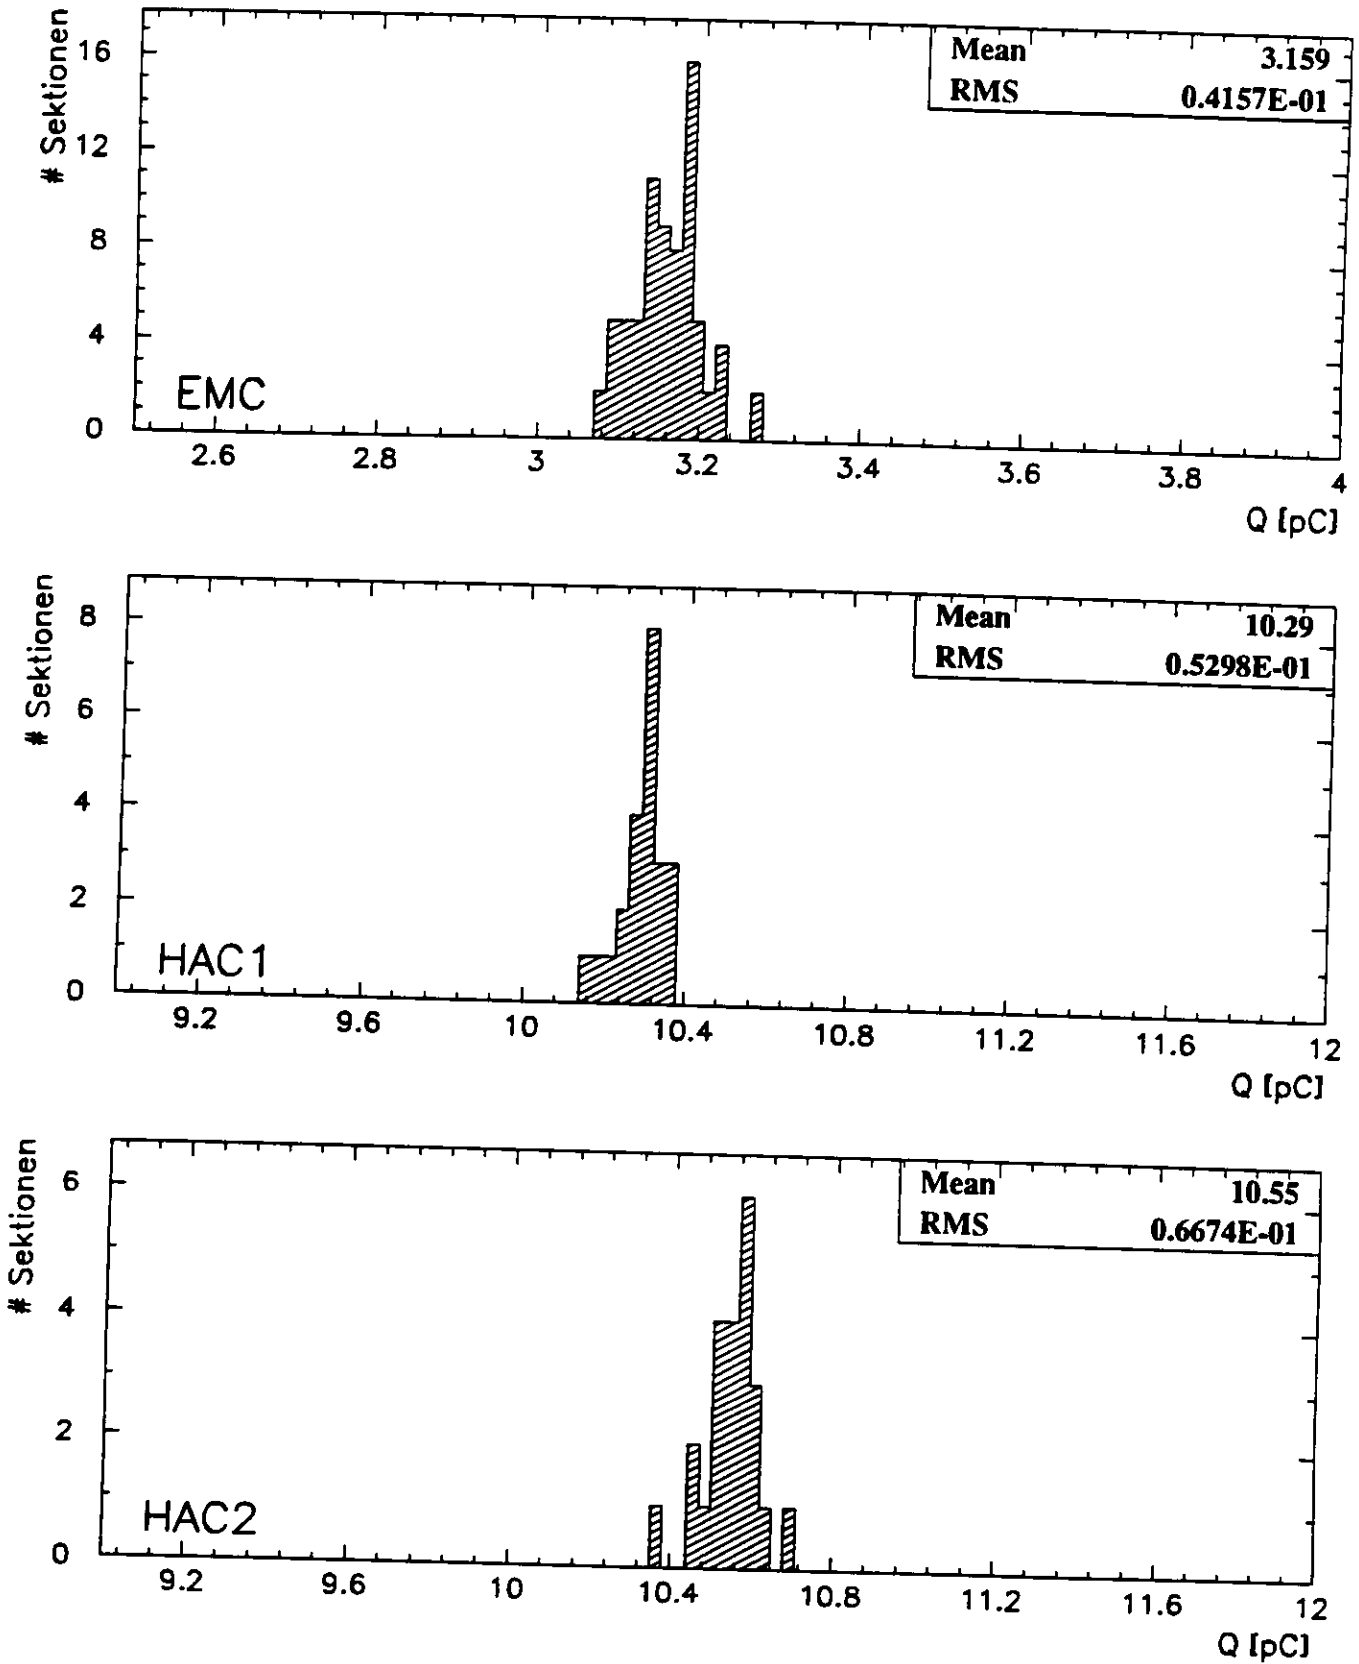 # Sektionen
16
12
8
4
0
Mean 3.159
RMS 0.4157E-01
EMC
2.6 2.8 3 3.2 3.4 3.6 3.8 4
Q [pC]
# Sektionen
8
6
4
2
0
Mean 10.29
RMS 0.5298E-01
HAC1
9.2 9.6 10 10.4 10.8 11.2 11.6 12
Q [pC]
# Sektionen
6
4
2
0
Mean 10.55
RMS 0.6674E-01
HAC2
9.2 9.6 10 10.4 10.8 11.2 11.6 12
Q [pC]